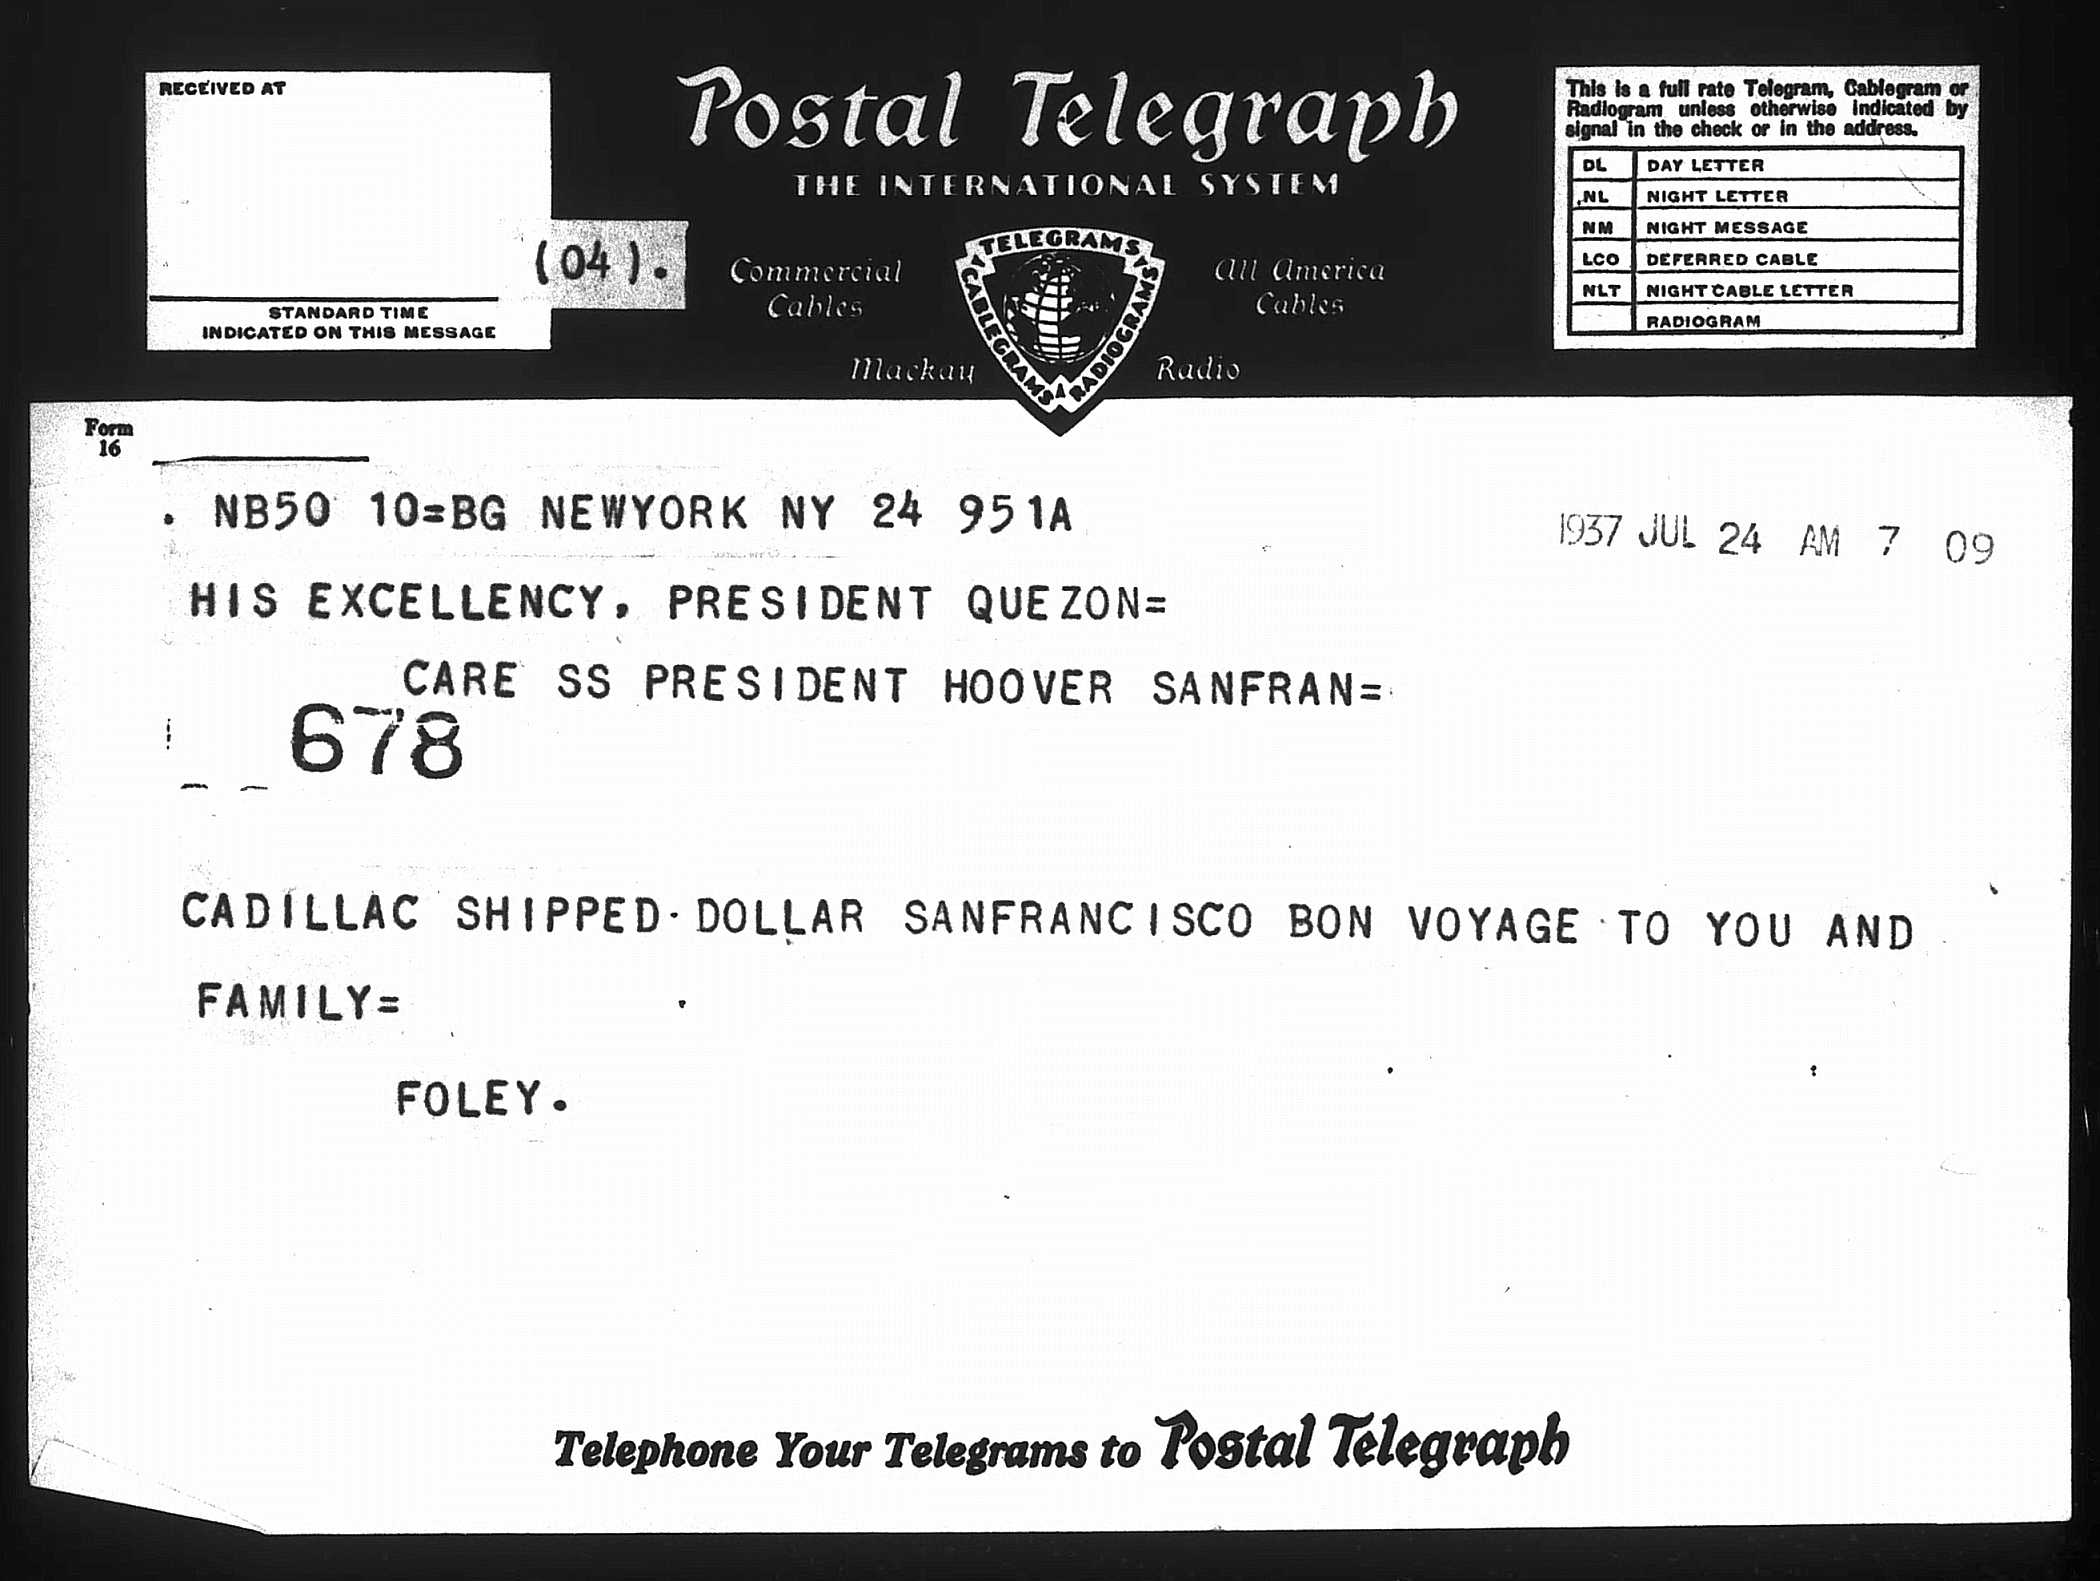 RECEIVED AT
STANDARD TIME
INDICATED ON THIS MESSAGE
(04).
Postal Telegraph
THE INTERNATIONAL SYSTEM
Commercial
Cables
All America
Cables
Mackay Radio
TELEGRAMS
CABLEGRAMS
RADIOGRAMS
This is a full rate Telegram, Cablegram or
Radiogram unless otherwise indicated by
signal in the check or in the address.
DL DAY LETTER
NL NIGHT LETTER
NM NIGHT MESSAGE
LCO DEFERRED CABLE
NLT NIGHT CABLE LETTER
RADIOGRAM
Form
16
. NB50 10=BG NEWYORK NY 24 951A
1937 JUL 24 AM 7 09
HIS EXCELLENCY, PRESIDENT QUEZON=
CARE SS PRESIDENT HOOVER SANFRAN=
678
CADILLAC SHIPPED DOLLAR SANFRANCISCO BON VOYAGE TO YOU AND
FAMILY=
FOLEY.
Telephone Your Telegrams to Postal Telegraph